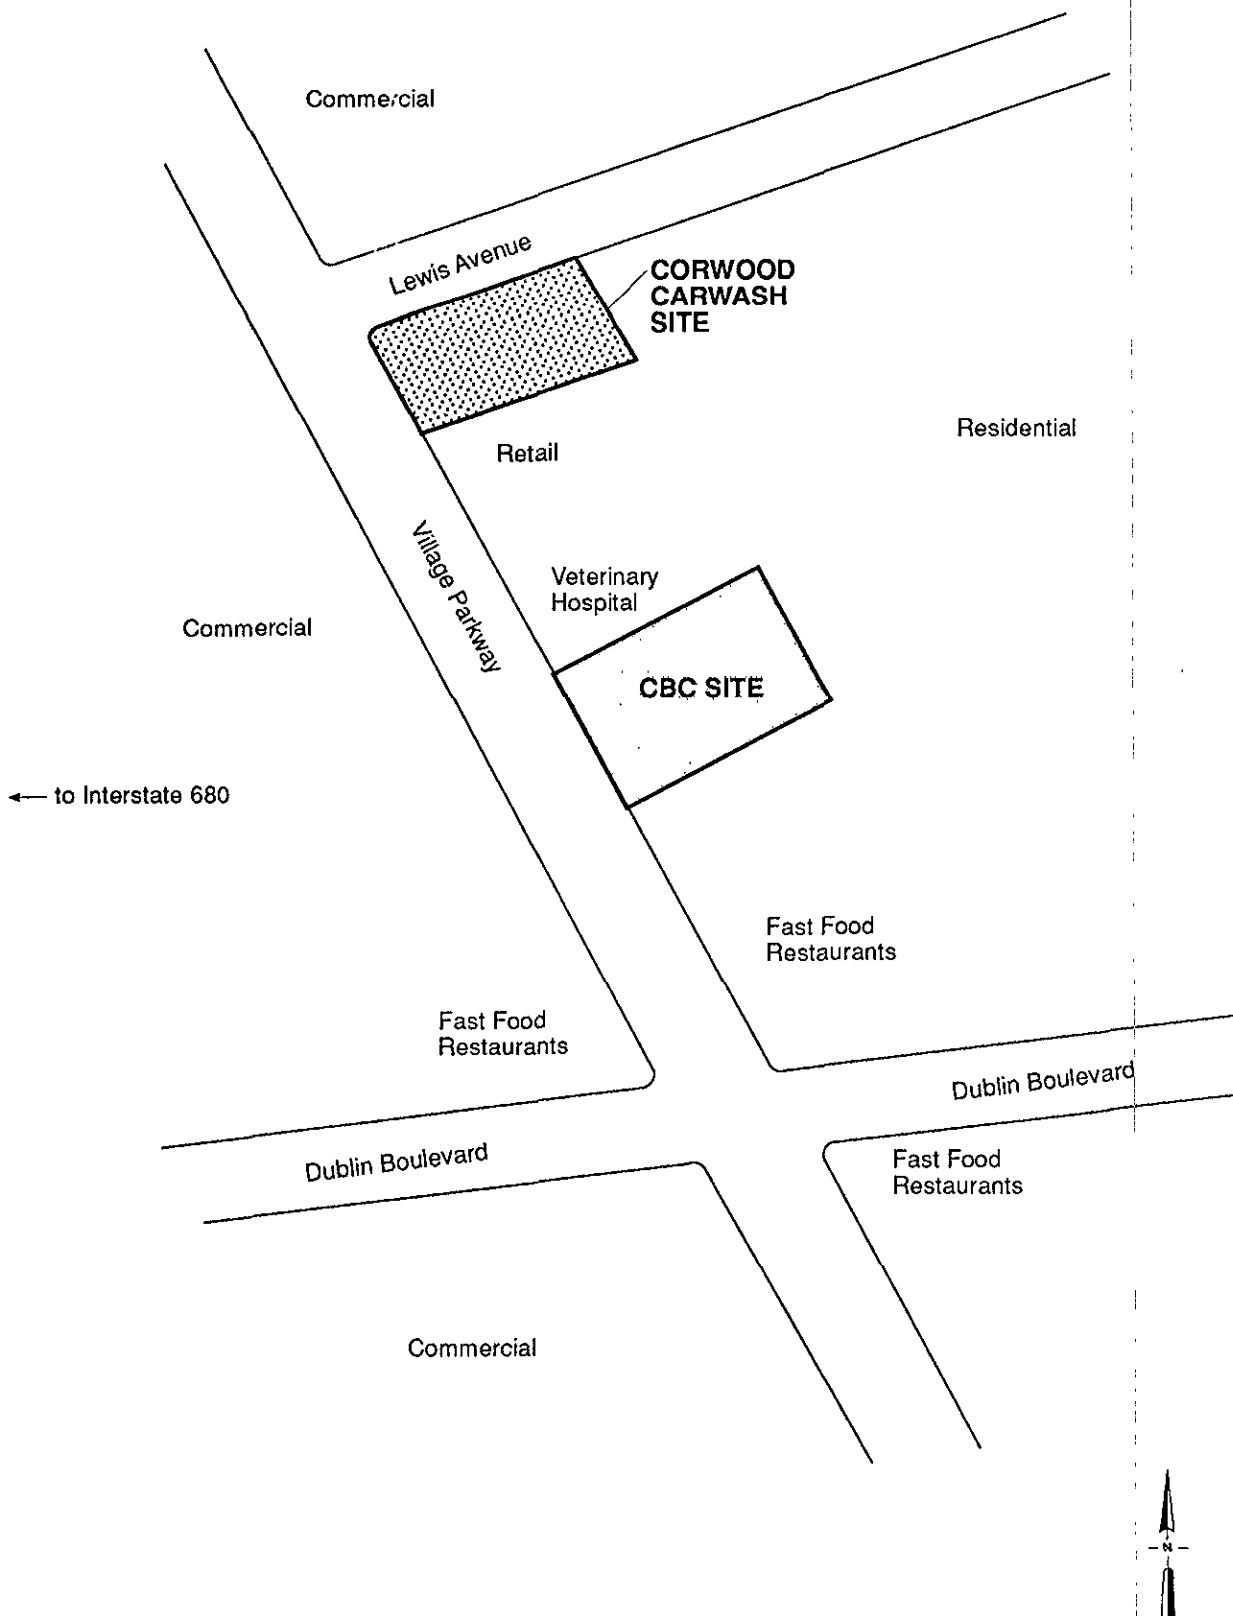 Commercial
Lewis Avenue
CORWOOD
CARWASH
SITE
Residential
Retail
Village Parkway
Veterinary
Hospital
Commercial
CBC SITE
to Interstate 680
Fast Food
Restaurants
Fast Food
Restaurants
Dublin Boulevard
Dublin Boulevard
Fast Food
Restaurants
Commercial
N